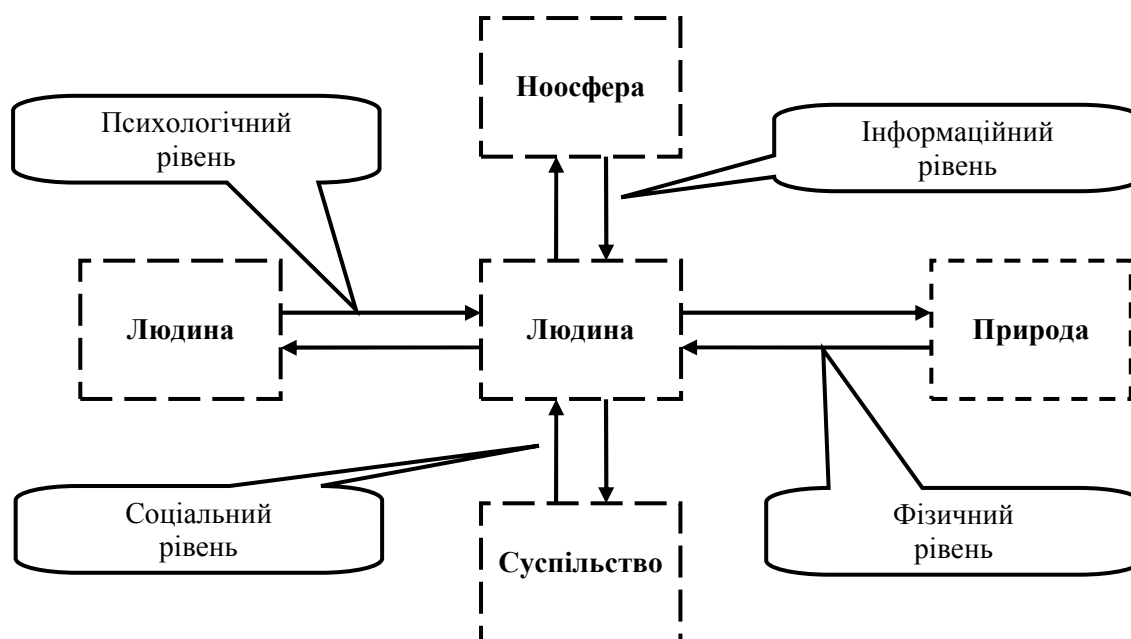 Ноосфера
Психологічний
рівень
Інформаційний
рівень
Людина
Людина
Природа
Соціальний
рівень
Суспільство
Фізичний
рівень